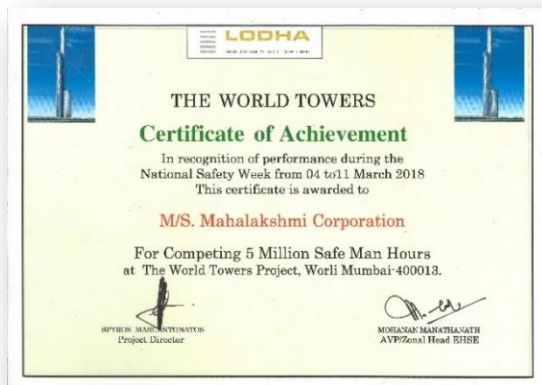 LODHA
THE WORLD TOWERS
Certificate of Achievement
In recognition of performance during the
National Safety Week from 04 to11 March 2018
This certificate is awarded to
M/S. Mahalakshmi Corporation
For Competing 5 Million Safe Man Hours
at The World Towers Project, Worli Mumbai-400013.
SPYROS MARCANTONATOS
Project Director
MOHANAN MANATHANATH
AVP/Zonal Head EHSE